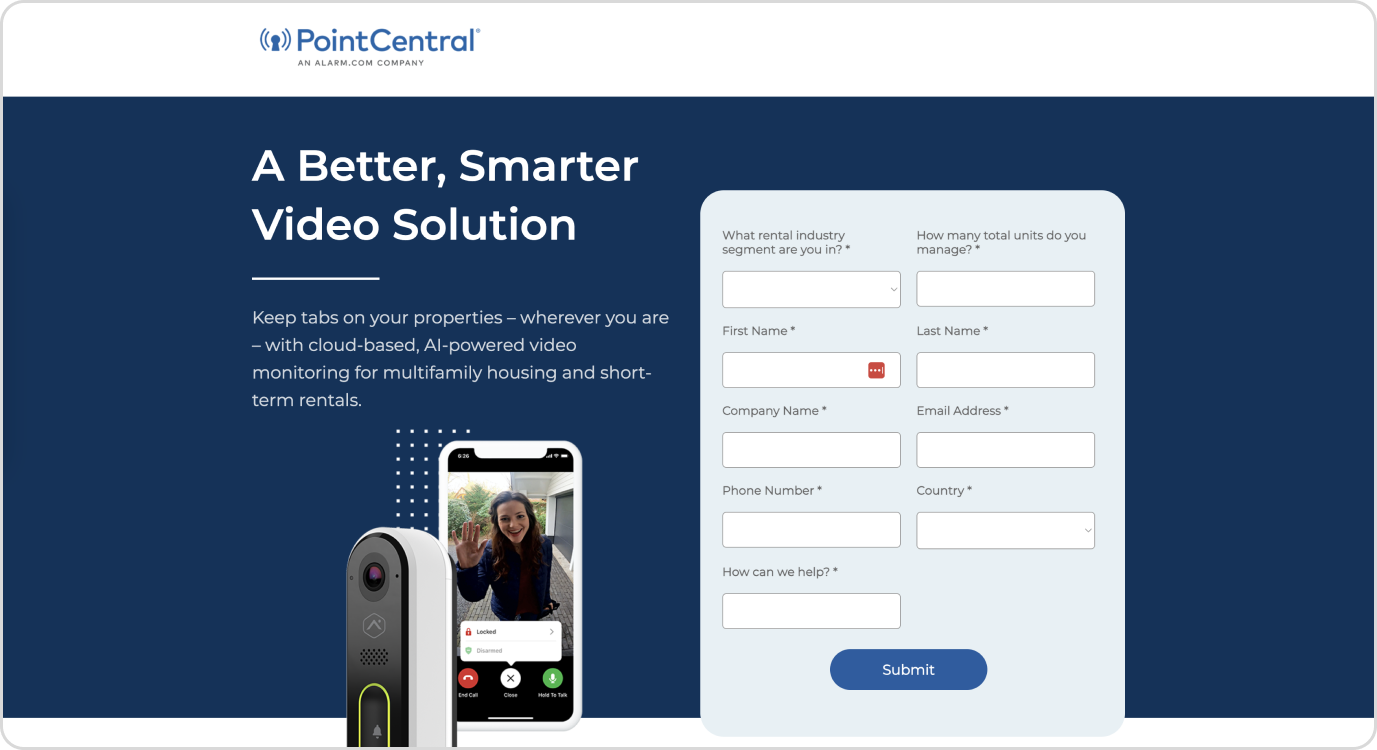 PointCentral®
AN ALARM.COM COMPANY
A Better, Smarter
Video Solution
Keep tabs on your properties – wherever you are
– with cloud-based, AI-powered video
monitoring for multifamily housing and short-
term rentals.
6:26
Locked
Disarmed
End Call
Close
Hold To Talk
What rental industry
segment are you in? *
How many total units do you
manage? *
First Name *
Last Name *
Company Name *
Email Address *
Phone Number *
Country *
How can we help? *
Submit